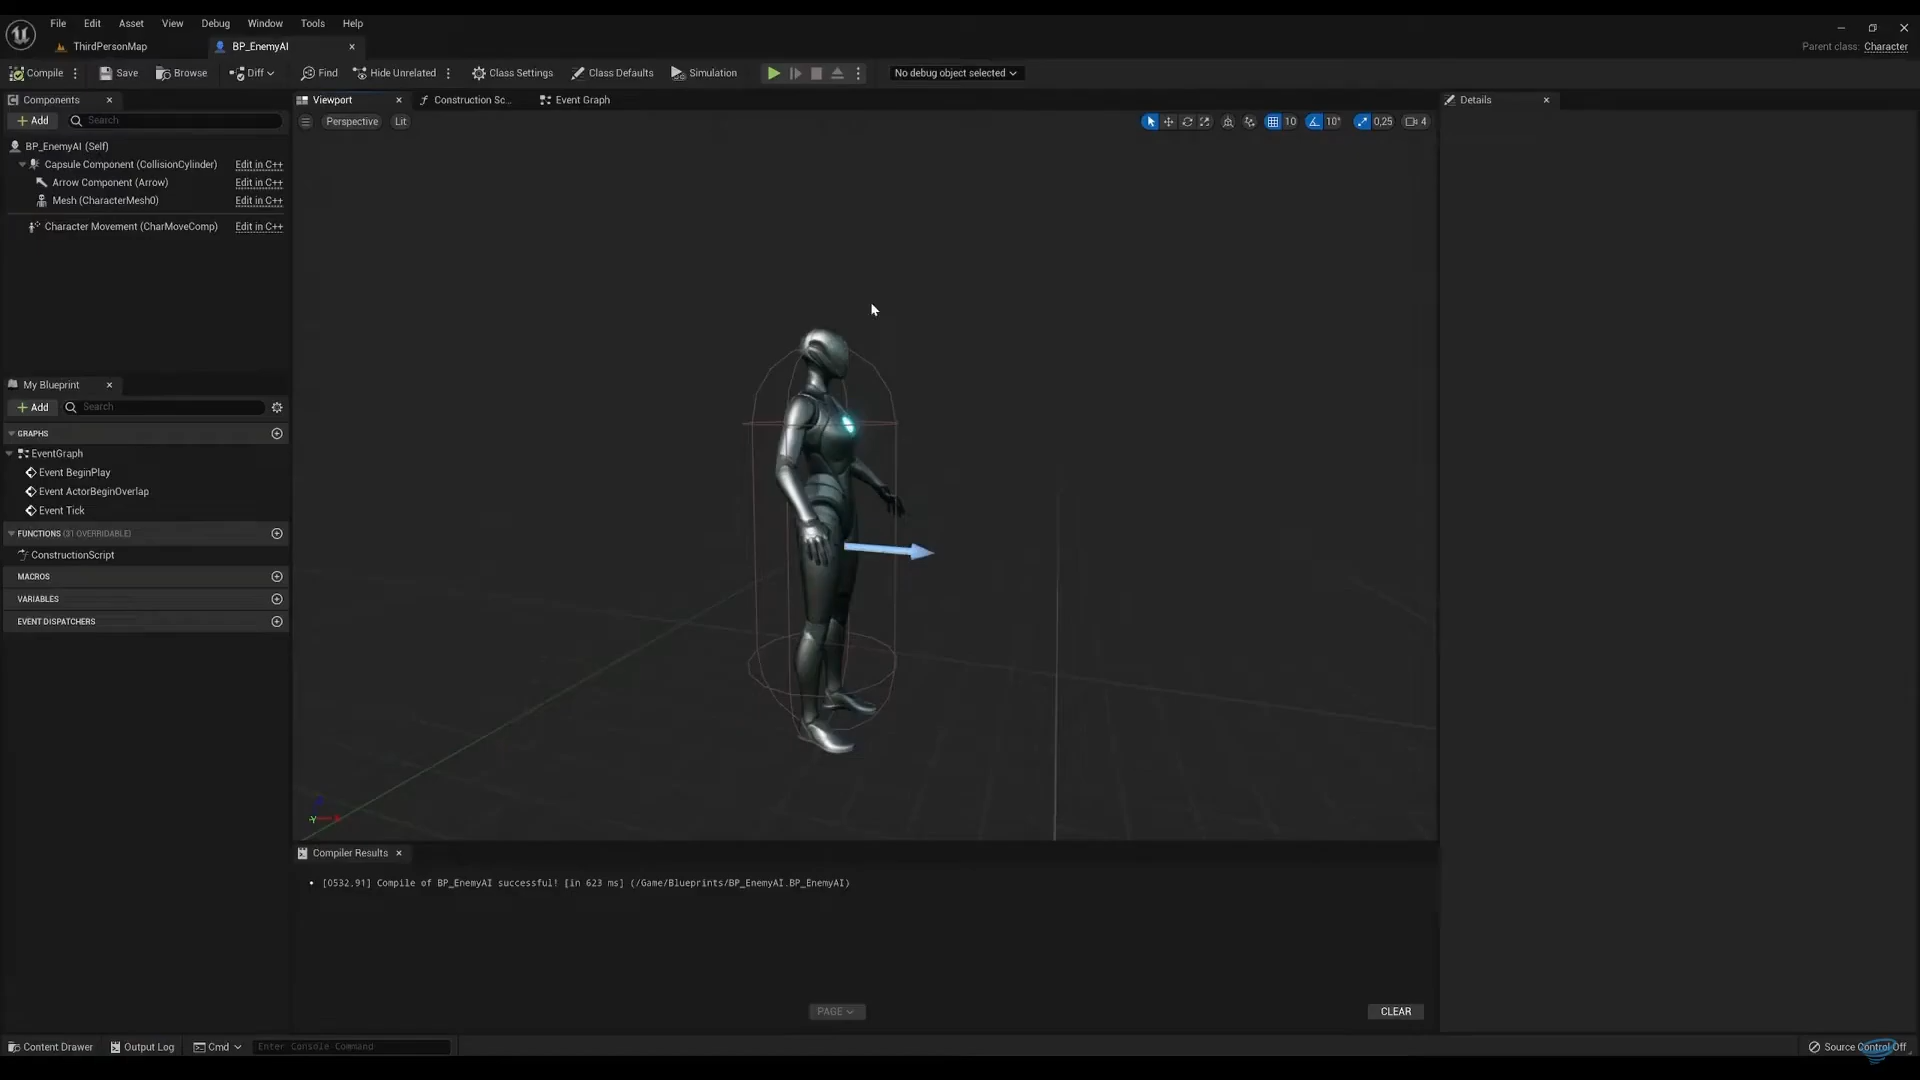 File Edit Asset View Debug Window Tools Help
ThirdPersonMap BP_EnemyAI
Parent class: Character
Compile Save Browse Diff Find Hide Unrelated Class Settings Class Defaults Simulation No debug object selected
Components
Add Search
BP_EnemyAI (Self)
Capsule Component (CollisionCylinder) Edit in C++
Arrow Component (Arrow) Edit in C++
Mesh (CharacterMesh0) Edit in C++
Character Movement (CharMoveComp) Edit in C++
My Blueprint
Add Search
GRAPHS
EventGraph
Event BeginPlay
Event ActorBeginOverlap
Event Tick
FUNCTIONS (31 OVERRIDABLE)
ConstructionScript
MACROS
VARIABLES
EVENT DISPATCHERS
Viewport Construction Sc... Event Graph
Perspective Lit
10 10° 0,25 4
Y
Compiler Results
[0532,91] Compile of BP_EnemyAI successful! [in 623 ms] (/Game/Blueprints/BP_EnemyAI.BP_EnemyAI)
PAGE
CLEAR
Details
Content Drawer Output Log Cmd Enter Console Command
Source Control Off